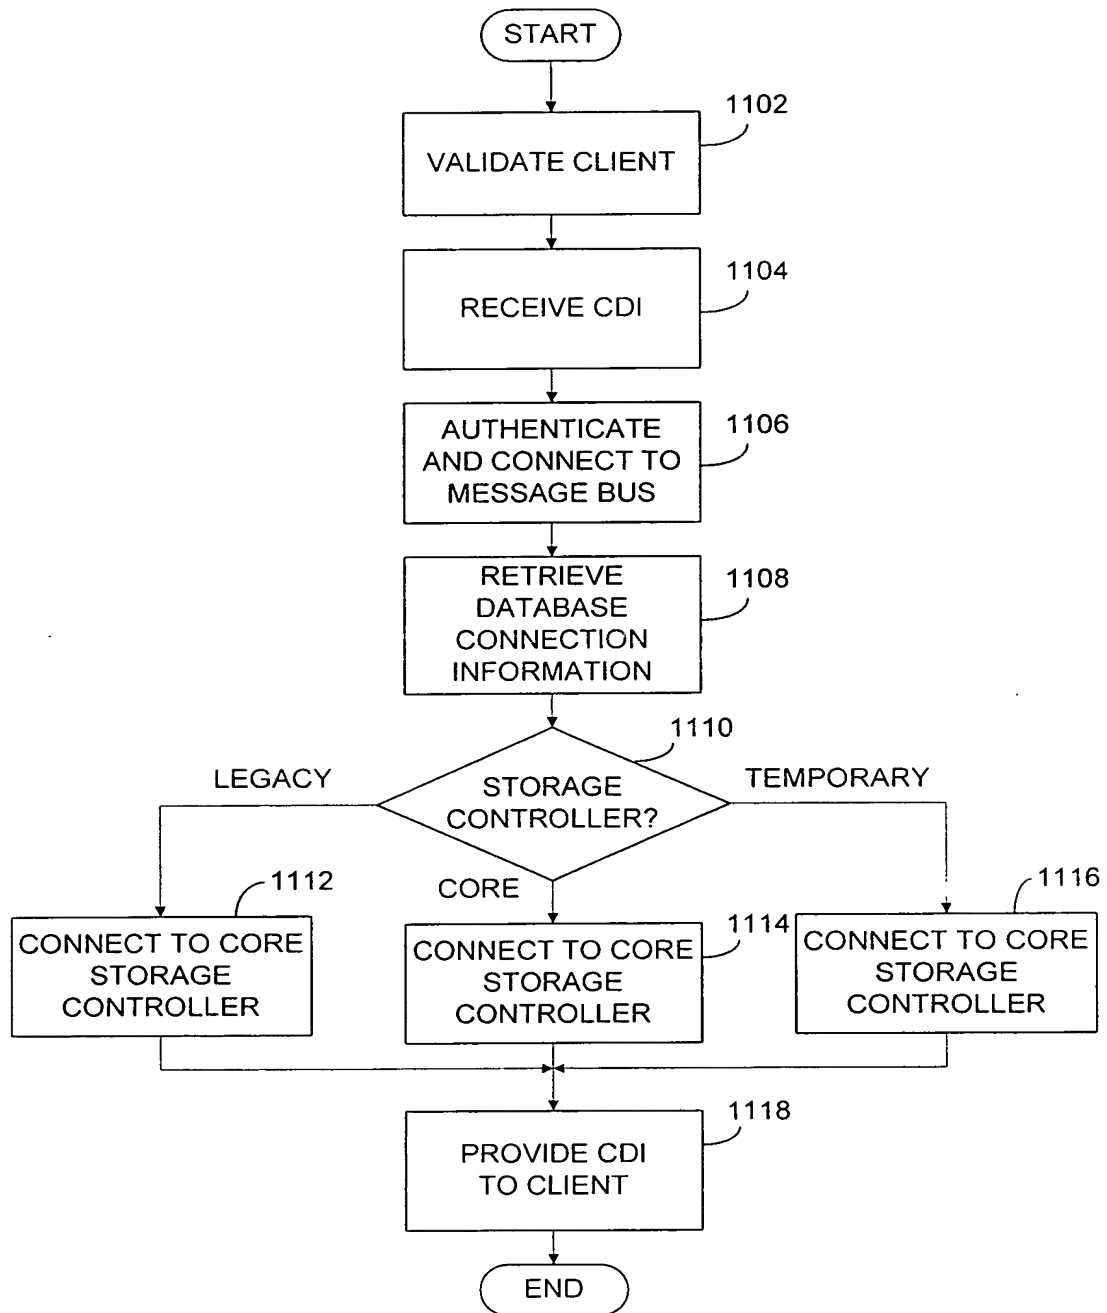 START
1102
VALIDATE CLIENT
1104
RECEIVE CDI
1106
AUTHENTICATE
AND CONNECT TO
MESSAGE BUS
1108
RETRIEVE
DATABASE
CONNECTION
INFORMATION
1110
LEGACY
STORAGE
CONTROLLER?
TEMPORARY
CORE
1112
CONNECT TO CORE
STORAGE
CONTROLLER
1114
CONNECT TO CORE
STORAGE
CONTROLLER
1116
CONNECT TO CORE
STORAGE
CONTROLLER
1118
PROVIDE CDI
TO CLIENT
END